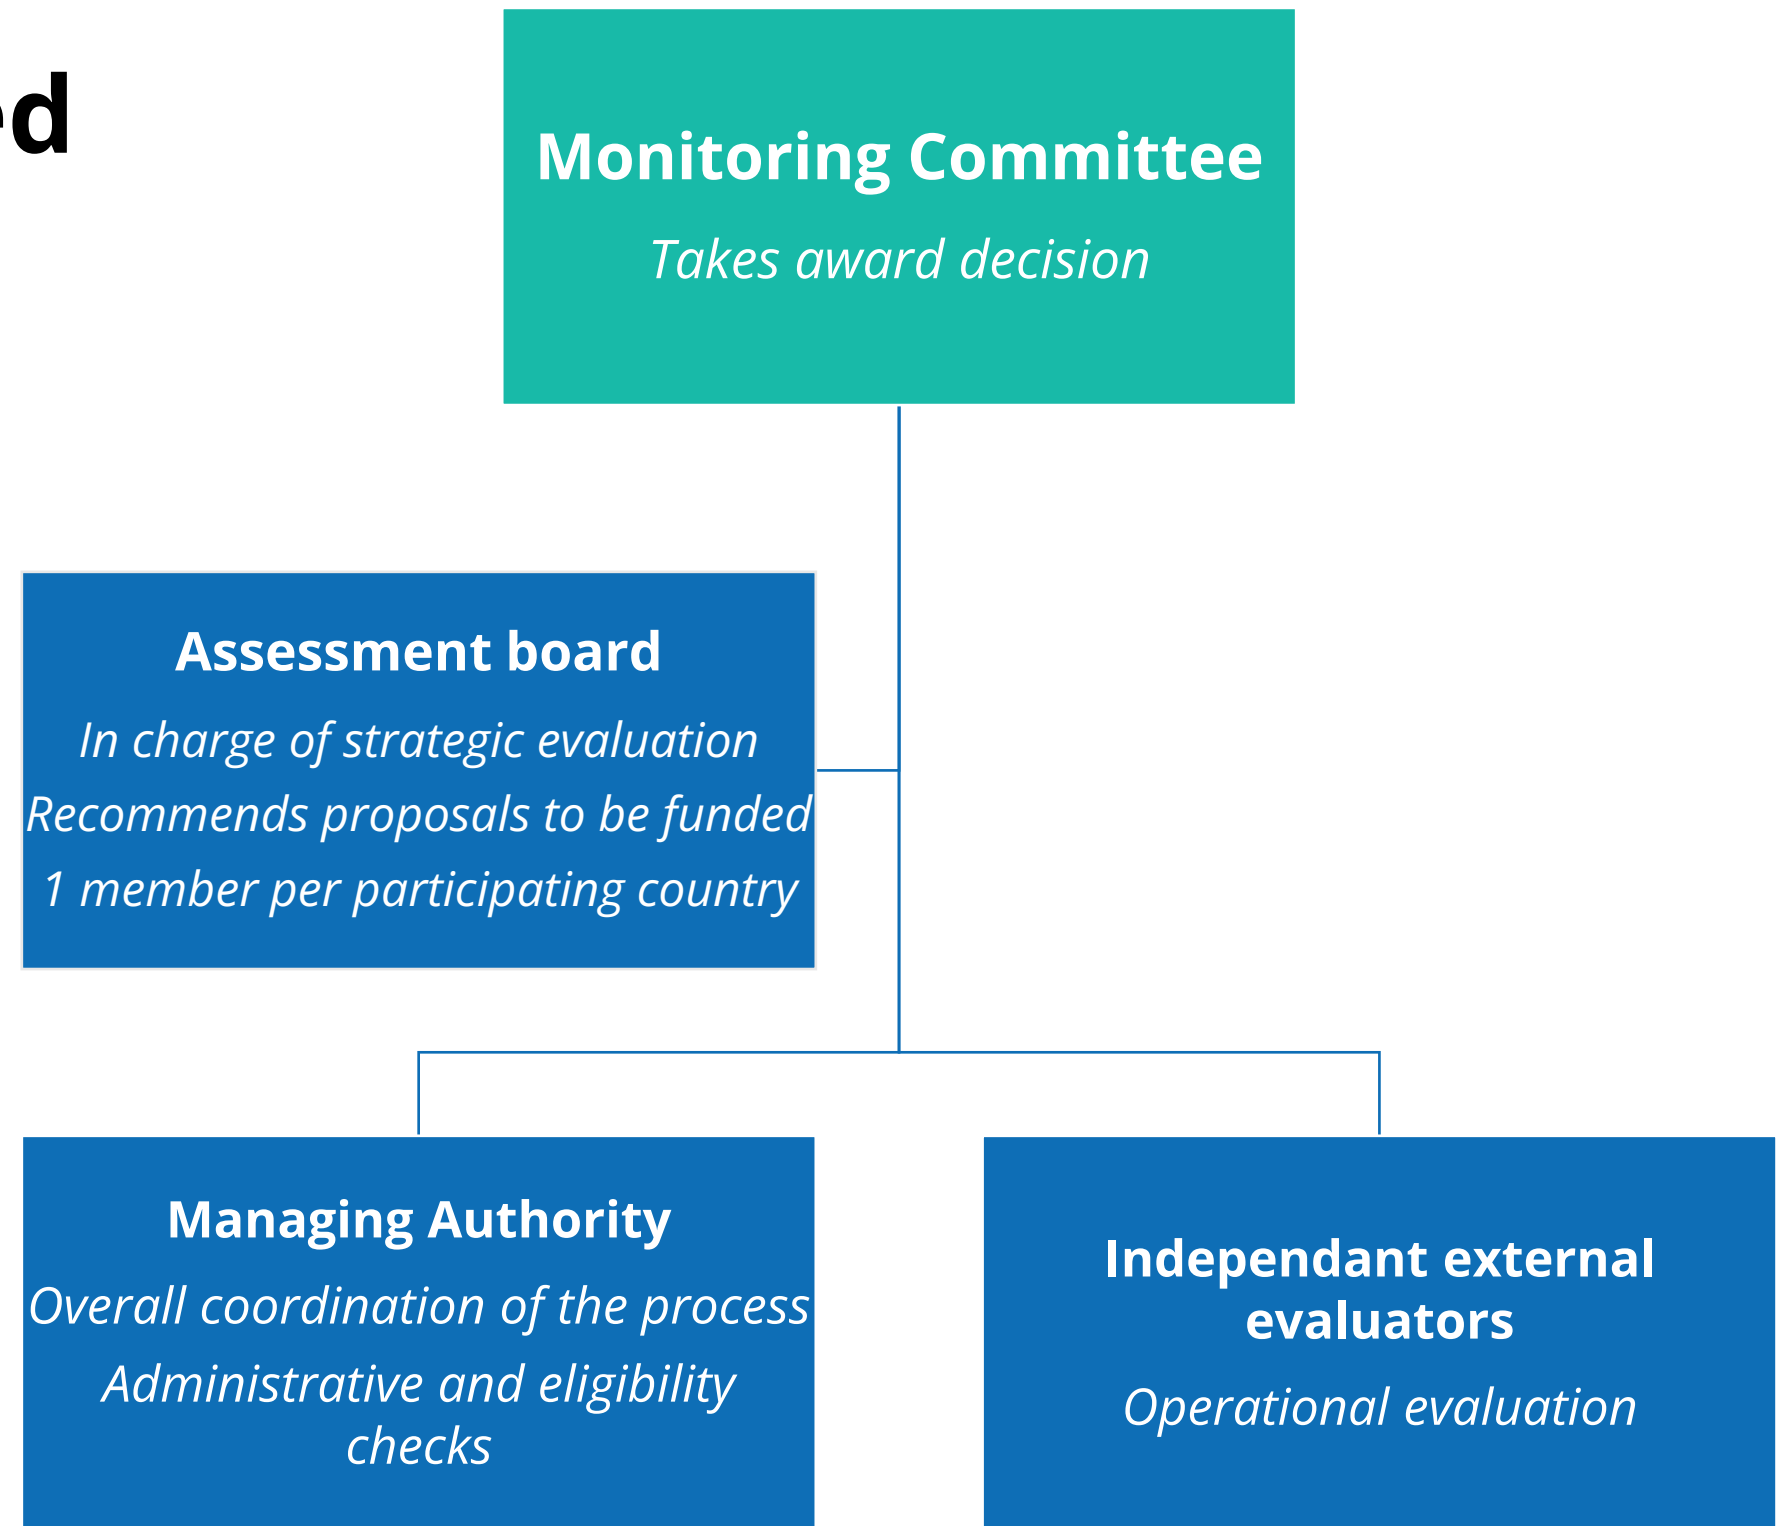 ed
Monitoring Committee
Takes award decision
Assessment board
In charge of strategic evaluation
Recommends proposals to be funded
1 member per participating country
Managing Authority
Overall coordination of the process
Administrative and eligibility
checks
Independant external
evaluators
Operational evaluation